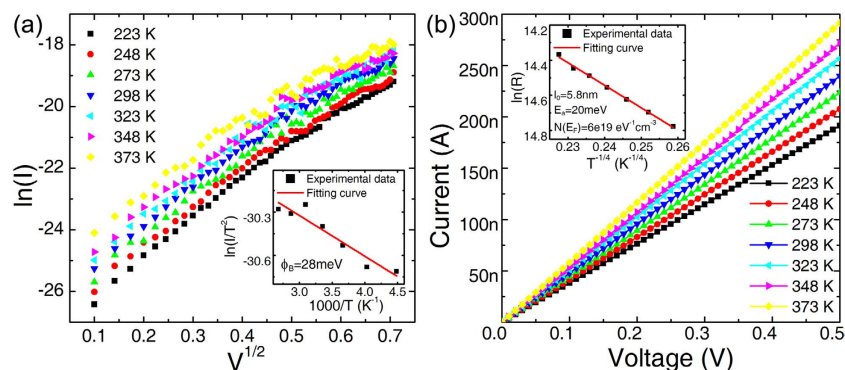 (a)
ln(I)
-18
-20
-22
-24
-26
223 K
248 K
273 K
298 K
323 K
348 K
373 K
0.0 0.1 0.2 0.3 0.4 0.5 0.6 0.7
V^1/2
Experimental data
Fitting curve
ln(I/T^2)
-30.3
-30.6
ϕB=28meV
3.0 3.5 4.0 4.5
1000/T (K^-1)
(b)
Current (A)
300n
250n
200n
150n
100n
50n
0.0 0.1 0.2 0.3 0.4 0.5
Voltage (V)
Experimental data
Fitting curve
ln(R)
14.2
14.4
14.6
14.8
l0=5.8nm
Ea=20meV
N(EF)=6e19 eV^-1cm^-3
0.23 0.24 0.25 0.26
T^-1/4 (K^-1/4)
223 K
248 K
273 K
298 K
323 K
348 K
373 K